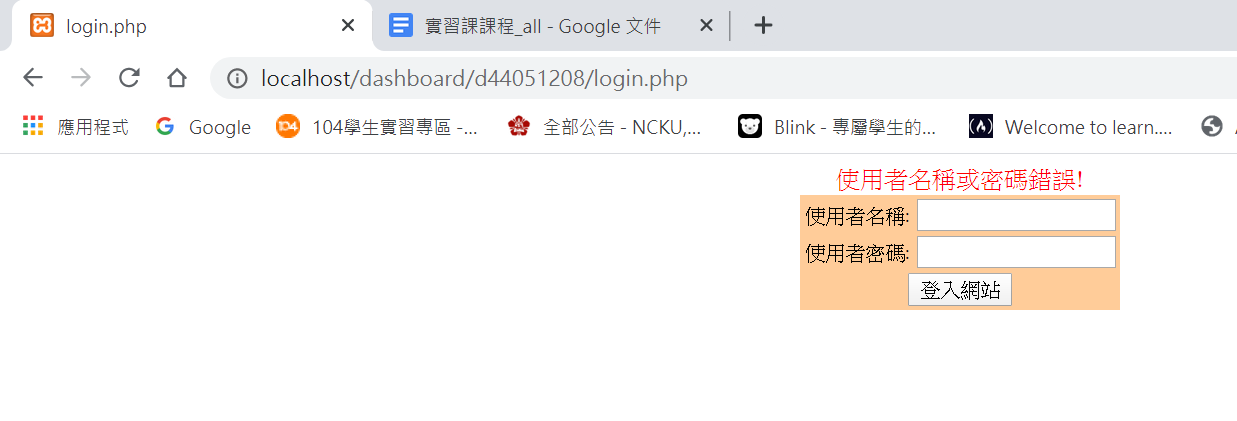 login.php
實習課課程_all - Google 文件
localhost/dashboard/d44051208/login.php
應用程式 Google 104 104學生實習專區 -... 全部公告 - NCKU,... Blink - 專屬學生的... Welcome to learn....
使用者名稱或密碼錯誤!
使用者名稱:
使用者密碼:
登入網站